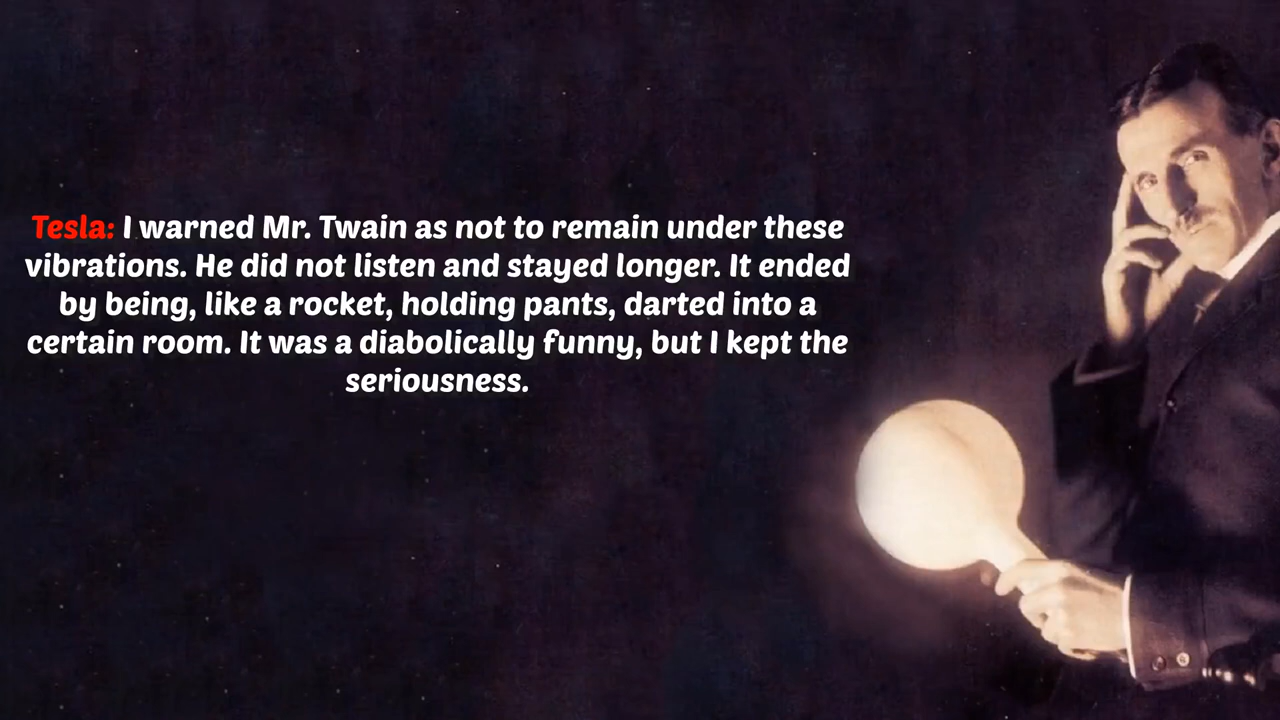 Tesla: I warned Mr. Twain as not to remain under these
vibrations. He did not listen and stayed longer. It ended
by being, like a rocket, holding pants, darted into a
certain room. It was a diabolically funny, but I kept the
seriousness.